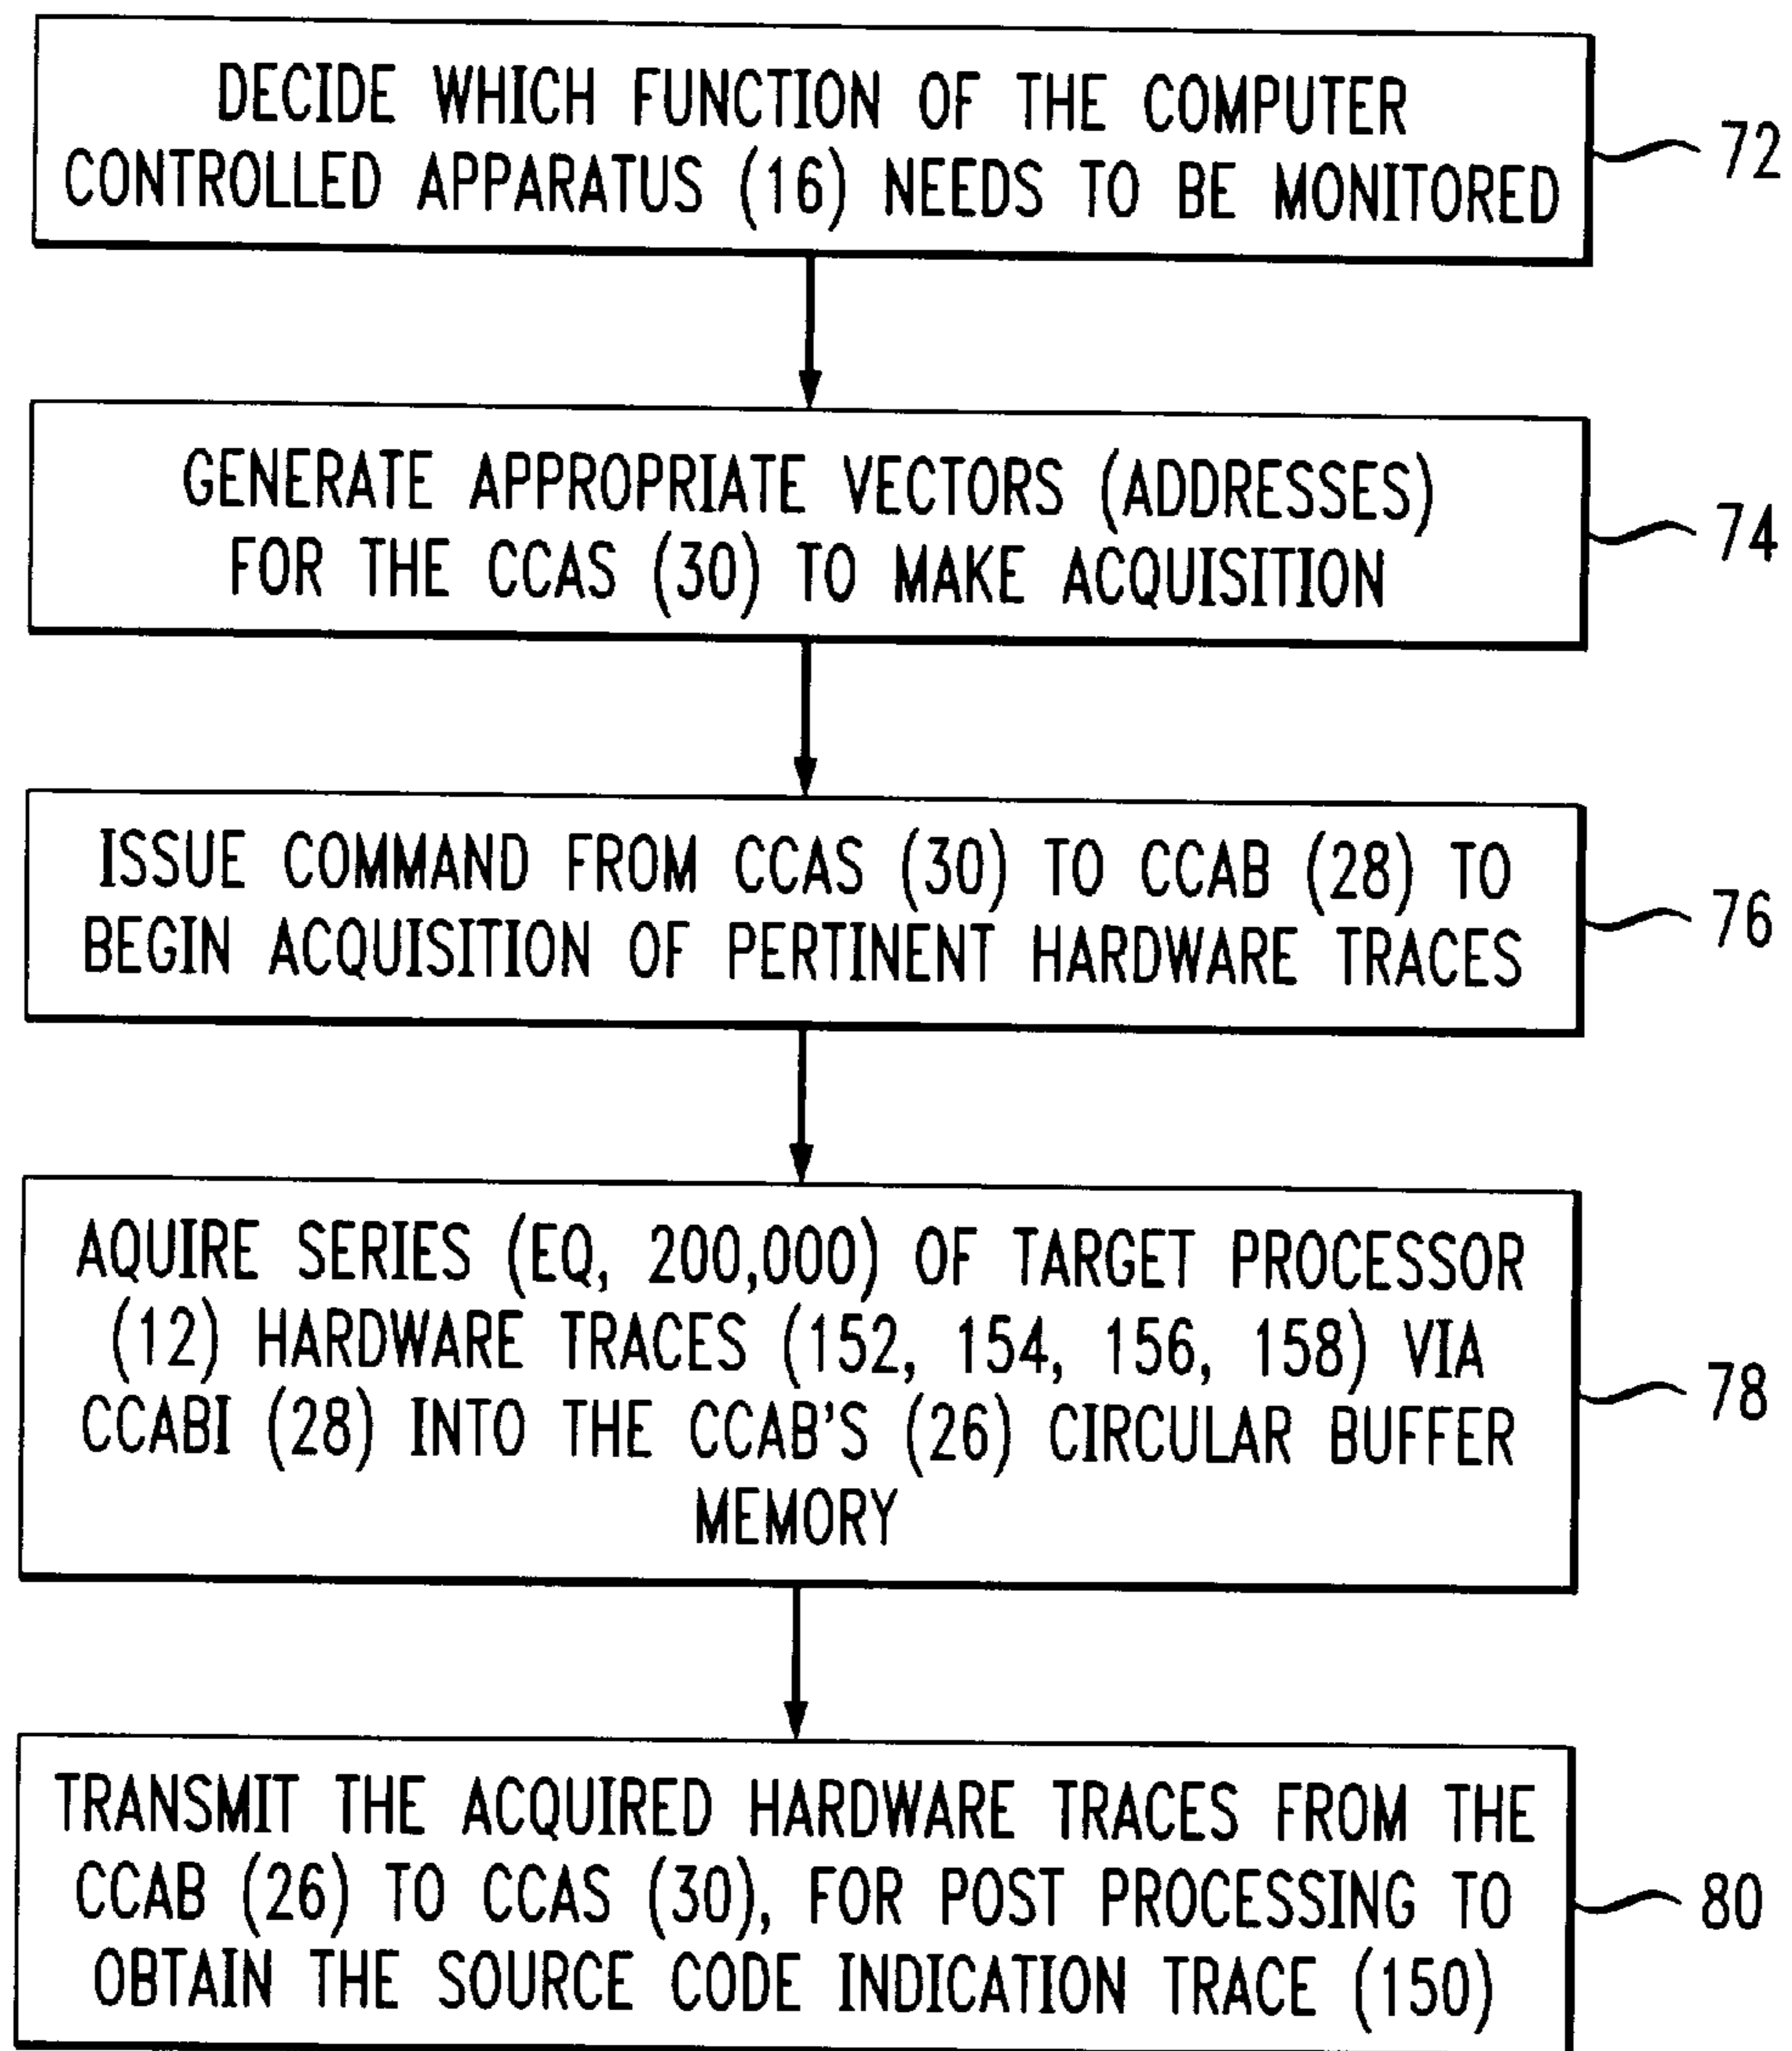 DECIDE WHICH FUNCTION OF THE COMPUTER
CONTROLLED APPARATUS (16) NEEDS TO BE MONITORED
72
GENERATE APPROPRIATE VECTORS (ADDRESSES)
FOR THE CCAS (30) TO MAKE ACQUISITION
74
ISSUE COMMAND FROM CCAS (30) TO CCAB (28) TO
BEGIN ACQUISITION OF PERTINENT HARDWARE TRACES
76
AQUIRE SERIES (EQ, 200,000) OF TARGET PROCESSOR
(12) HARDWARE TRACES (152, 154, 156, 158) VIA
CCABI (28) INTO THE CCAB'S (26) CIRCULAR BUFFER
MEMORY
78
TRANSMIT THE ACQUIRED HARDWARE TRACES FROM THE
CCAB (26) TO CCAS (30), FOR POST PROCESSING TO
OBTAIN THE SOURCE CODE INDICATION TRACE (150)
80